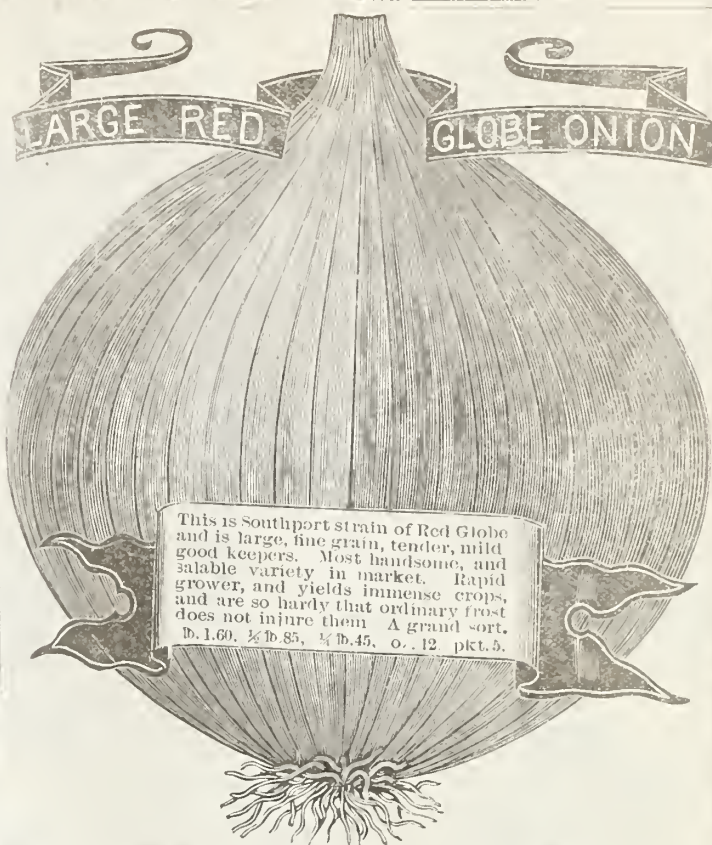 LARGE RED GLOBE ONION
This is Southport strain of Red Globe
and is large, fine grain, tender, mild
good keepers. Most handsome, and
salable variety in market. Rapid
grower, and yields immense crops,
and are so hardy that ordinary frost
does not injure them A grand sort.
lb. 1.60. ½ lb. 85, ¼ lb. 45, o.. 12. pkt. 5.